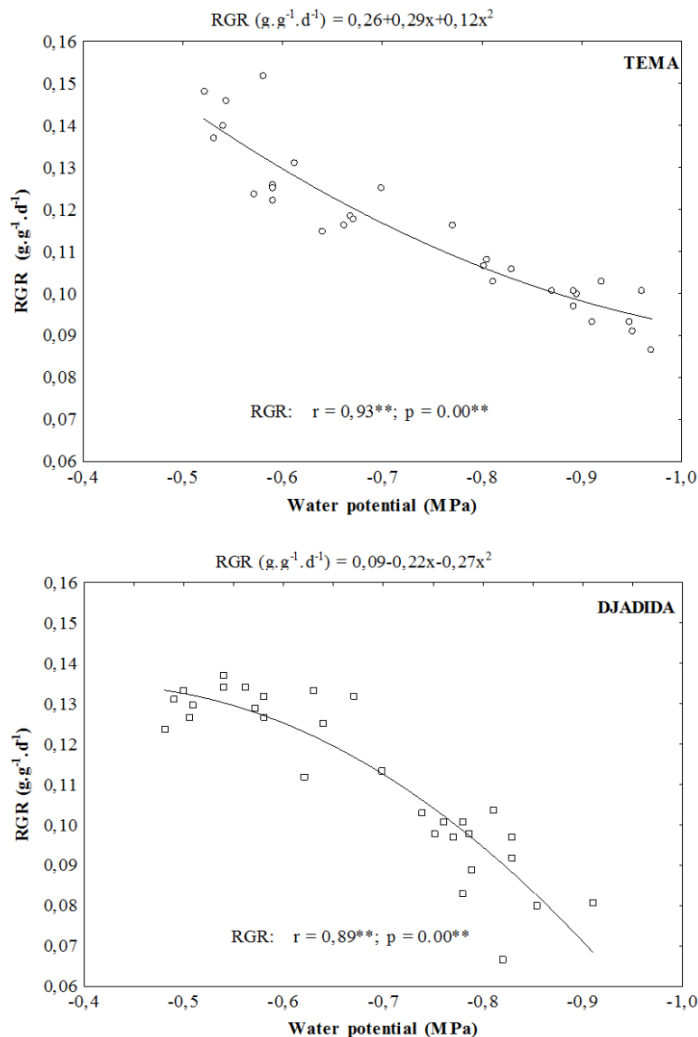 RGR (g.g⁻¹.d⁻¹) = 0,26+0,29x+0,12x²
TEMA
RGR (g.g⁻¹.d⁻¹)
0,16
0,15
0,14
0,13
0,12
0,11
0,10
0,09
0,08
0,07
0,06
RGR: r = 0,93**; p = 0.00**
-0,4 -0,5 -0,6 -0,7 -0,8 -0,9 -1,0
Water potential (MPa)
RGR (g.g⁻¹.d⁻¹) = 0,09-0,22x-0,27x²
DJADIDA
RGR (g.g⁻¹.d⁻¹)
0,16
0,15
0,14
0,13
0,12
0,11
0,10
0,09
0,08
0,07
0,06
RGR: r = 0,89**; p = 0.00**
-0,4 -0,5 -0,6 -0,7 -0,8 -0,9 -1,0
Water potential (MPa)